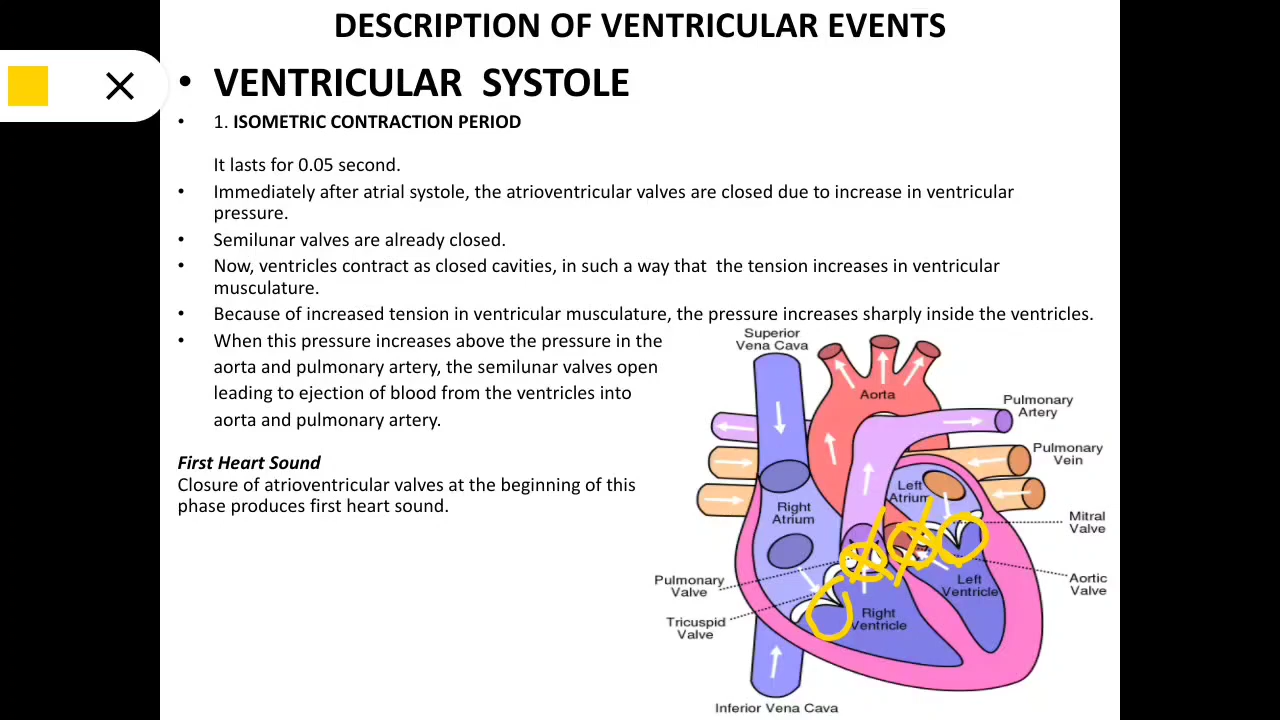 DESCRIPTION OF VENTRICULAR EVENTS
• VENTRICULAR SYSTOLE
• 1. ISOMETRIC CONTRACTION PERIOD
It lasts for 0.05 second.
• Immediately after atrial systole, the atrioventricular valves are closed due to increase in ventricular
pressure.
• Semilunar valves are already closed.
• Now, ventricles contract as closed cavities, in such a way that the tension increases in ventricular
musculature.
• Because of increased tension in ventricular musculature, the pressure increases sharply inside the ventricles.
• When this pressure increases above the pressure in the
aorta and pulmonary artery, the semilunar valves open
leading to ejection of blood from the ventricles into
aorta and pulmonary artery.
First Heart Sound
Closure of atrioventricular valves at the beginning of this
phase produces first heart sound.
Superior
Vena Cava
Aorta
Pulmonary
Artery
Pulmonary
Vein
Left
Atrium
Right
Atrium
Mitral
Valve
Pulmonary
Valve
Left
Ventricle
Aortic
Valve
Tricuspid
Valve
Right
Ventricle
Inferior Vena Cava